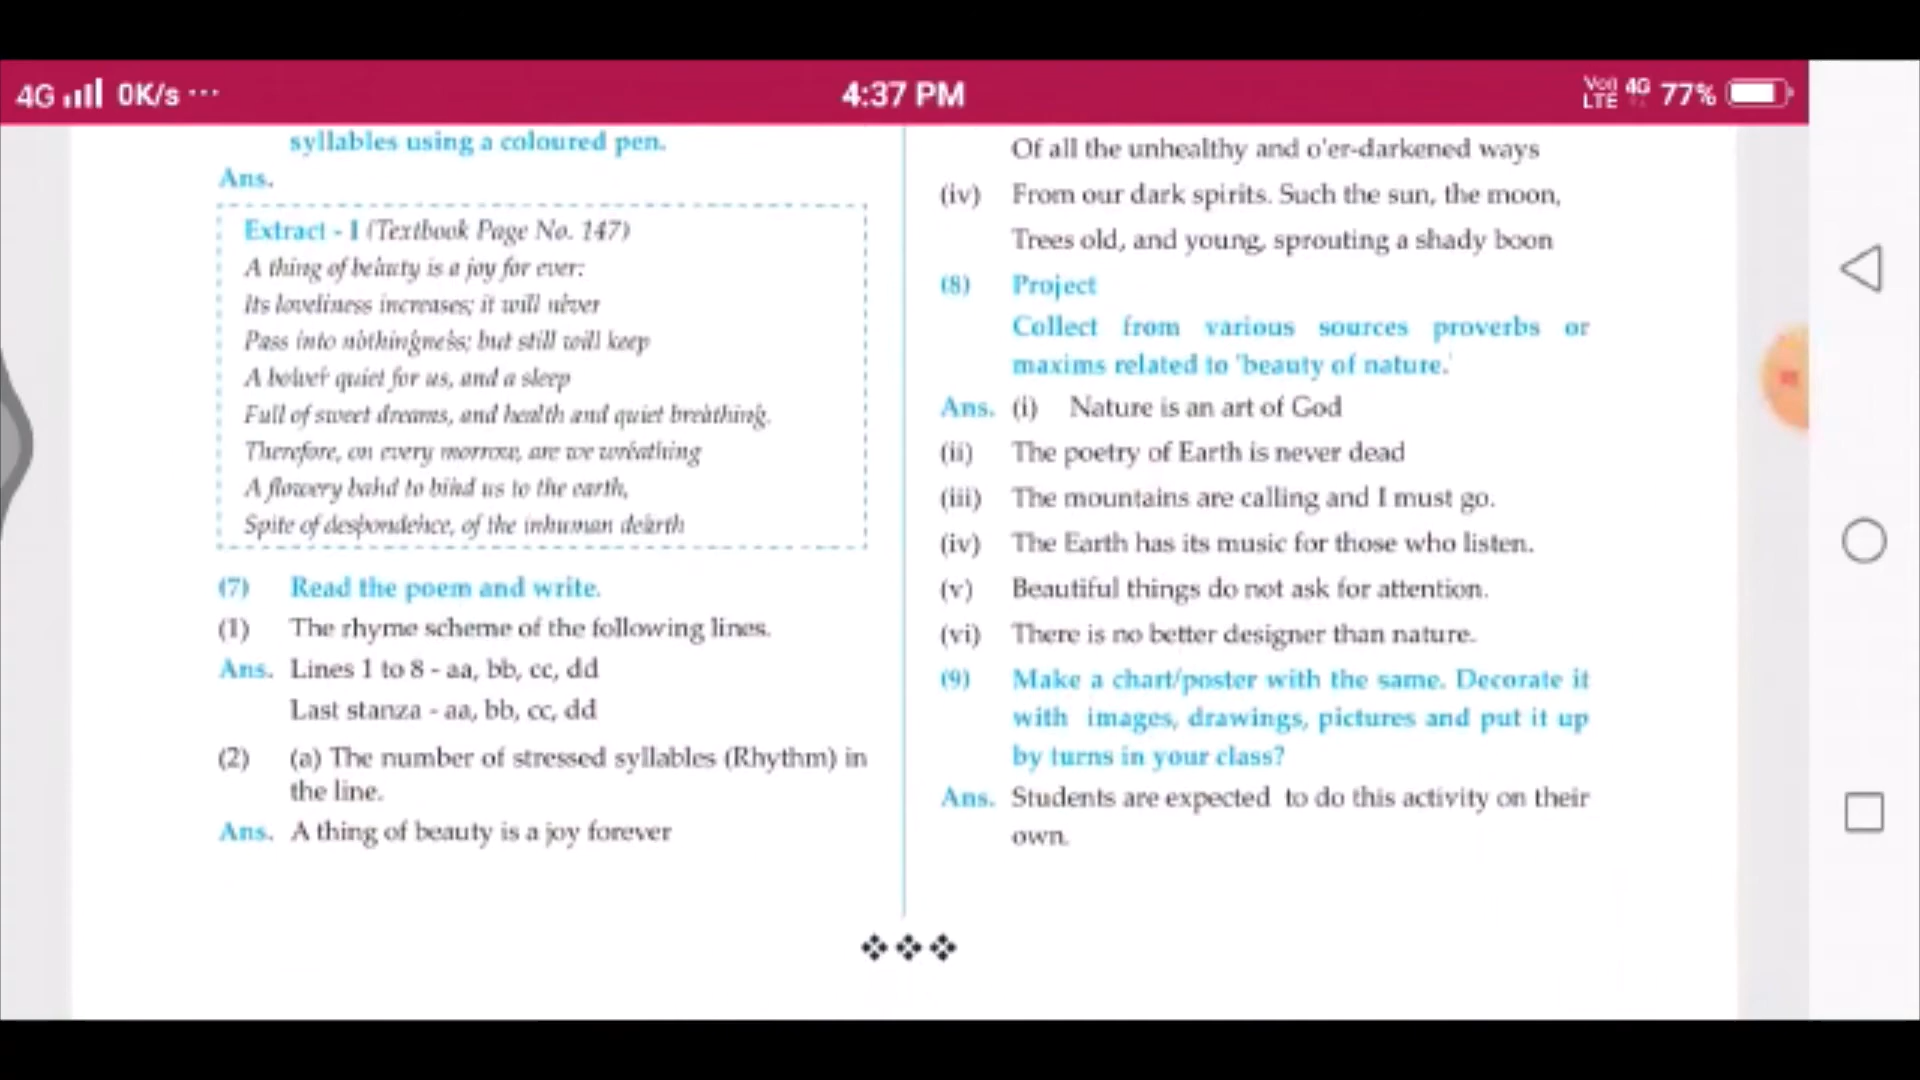 4G 0K/s ...
4:37 PM
VoLTE 4G 77%
syllables using a coloured pen.
Ans.
Extract - I (Textbook Page No. 147)
A thing of beauty is a joy for ever:
Its loveliness increases; it will never
Pass into nothingness; but still will keep
A bower quiet for us, and a sleep
Full of sweet dreams, and health and quiet breathing.
Therefore, on every morrow, are we wreathing
A flowery band to bind us to the earth,
Spite of despondence, of the inhuman dearth
(7) Read the poem and write.
(1) The rhyme scheme of the following lines.
Ans. Lines 1 to 8 - aa, bb, cc, dd
Last stanza - aa, bb, cc, dd
(2) (a) The number of stressed syllables (Rhythm) in
the line.
Ans. A thing of beauty is a joy forever
Of all the unhealthy and o'er-darkened ways
(iv) From our dark spirits. Such the sun, the moon,
Trees old, and young, sprouting a shady boon
(8) Project
Collect from various sources proverbs or
maxims related to 'beauty of nature.'
Ans. (i) Nature is an art of God
(ii) The poetry of Earth is never dead
(iii) The mountains are calling and I must go.
(iv) The Earth has its music for those who listen.
(v) Beautiful things do not ask for attention.
(vi) There is no better designer than nature.
(9) Make a chart/poster with the same. Decorate it
with images, drawings, pictures and put it up
by turns in your class?
Ans. Students are expected to do this activity on their
own.